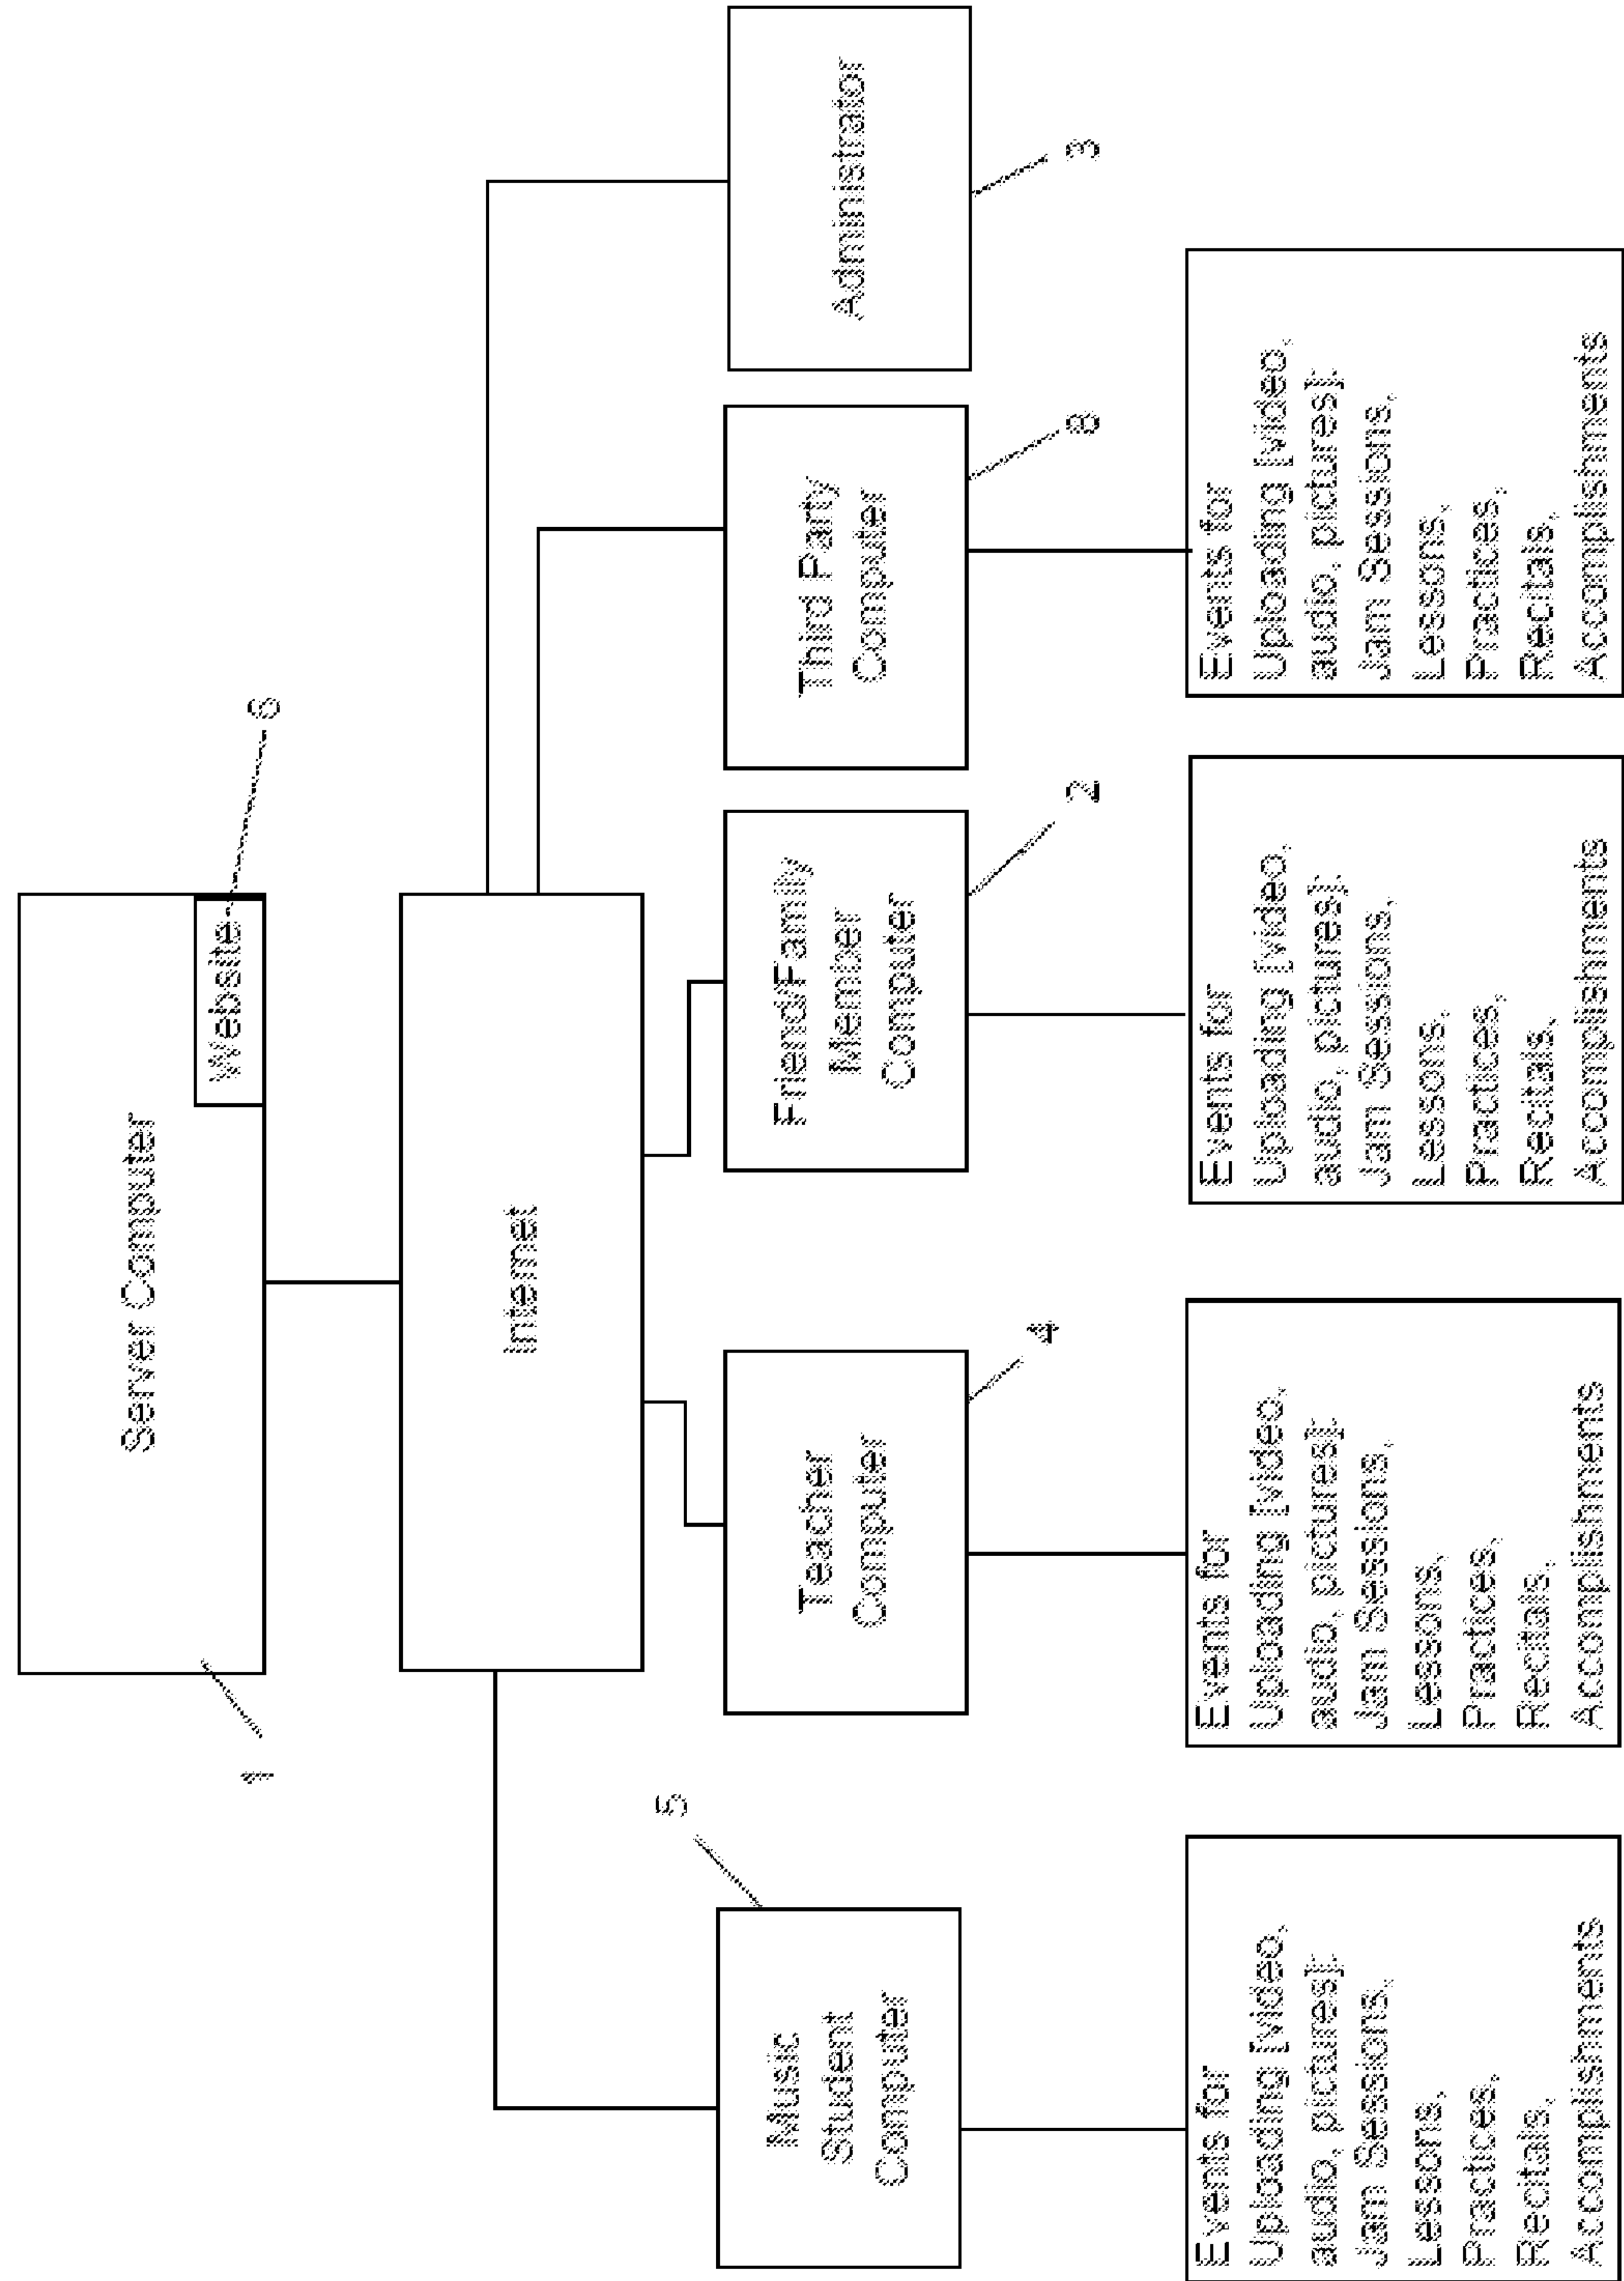 Server Computer
Website
6
1
Internet
5
Music
Student
Computer
Teacher
Computer
4
Friend/Family
Member
Computer
2
Third Party
Computer
8
Administrator
3
Events for
Uploading [video,
audio, pictures]:
Jam Sessions,
Lessons,
Practices,
Recitals,
Accomplishments
Events for
Uploading [video,
audio, pictures]:
Jam Sessions,
Lessons,
Practices,
Recitals,
Accomplishments
Events for
Uploading [video,
audio, pictures]:
Jam Sessions,
Lessons,
Practices,
Recitals,
Accomplishments
Events for
Uploading [video,
audio, pictures]:
Jam Sessions,
Lessons,
Practices,
Recitals,
Accomplishments